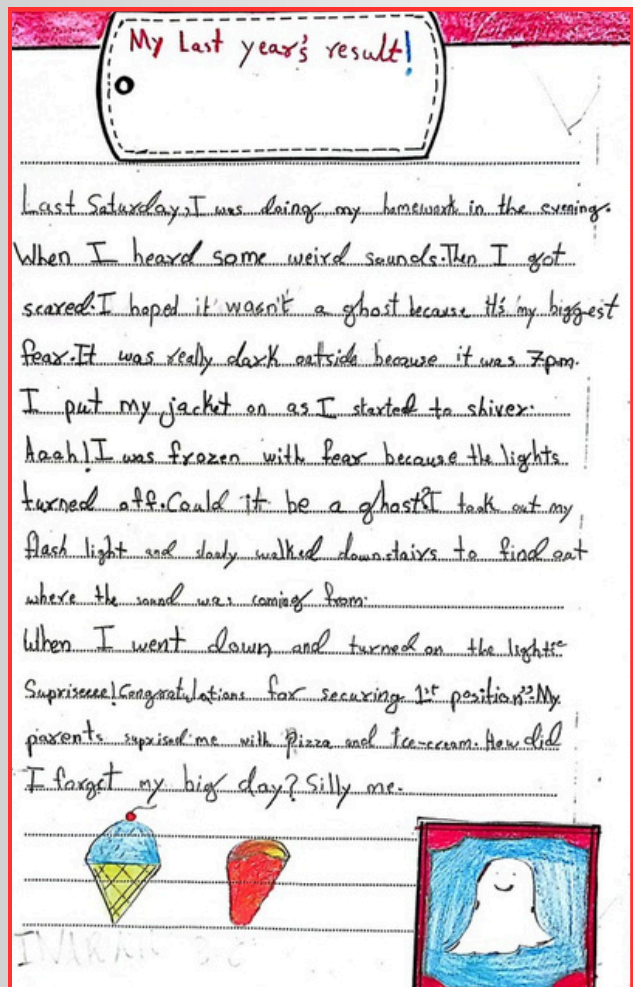 My Last year's result!
Last Saturday, I was doing my homework in the evening.
When I heard some weird sounds. Then I got
scared. I hoped it wasn't a ghost because it's my biggest
fear. It was really dark outside because it was 7pm.
I put my jacket on as I started to shiver.
Aaah! I was frozen with fear because the lights
turned off. Could it be a ghost? I took out my
flash light and slowly walked downstairs to find out
where the sound was coming from.
When I went down and turned on the lights "
Supriseeee! Congratulations for securing 1st position". My
parents suprised me with Pizza and Ice-cream. How did
I forget my big day? Silly me.